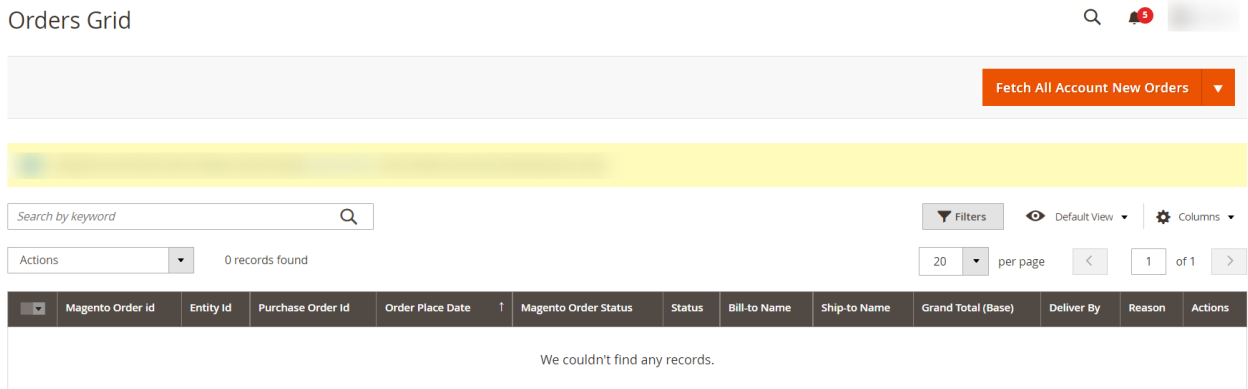 Orders Grid
5
Fetch All Account New Orders
Search by keyword
Filters
Default View
Columns
Actions
0 records found
20
per page
1
of 1
Magento Order id Entity Id Purchase Order Id Order Place Date ↑ Magento Order Status Status Bill-to Name Ship-to Name Grand Total (Base) Deliver By Reason Actions
We couldn't find any records.